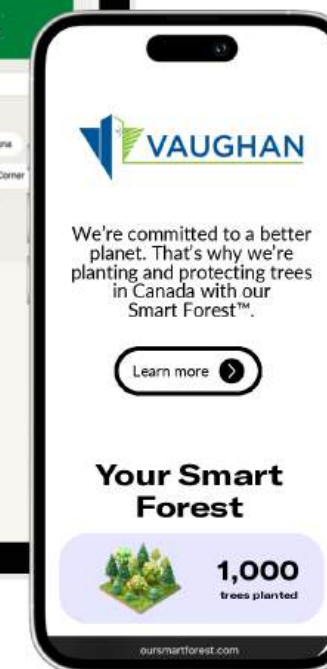 Corner
VAUGHAN
We're committed to a better
planet. That's why we're
planting and protecting trees
in Canada with our
Smart Forest™.
Learn more
Your Smart
Forest
1,000
trees planted
oursmartforest.com